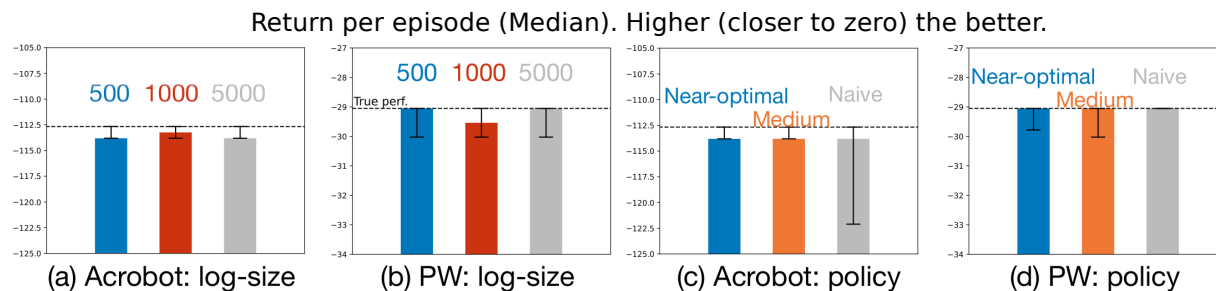 Return per episode (Median). Higher (closer to zero) the better.
−105.0
−107.5
−110.0
−112.5
−115.0
−117.5
−120.0
−122.5
−125.0
500 1000 5000
(a) Acrobot: log-size
−27
−28
−29
−30
−31
−32
−33
−34
500 1000 5000
True perf.
(b) PW: log-size
−105.0
−107.5
−110.0
−112.5
−115.0
−117.5
−120.0
−122.5
−125.0
Near-optimal
Medium
Naive
(c) Acrobot: policy
−27
−28
−29
−30
−31
−32
−33
−34
Near-optimal
Medium
Naive
(d) PW: policy